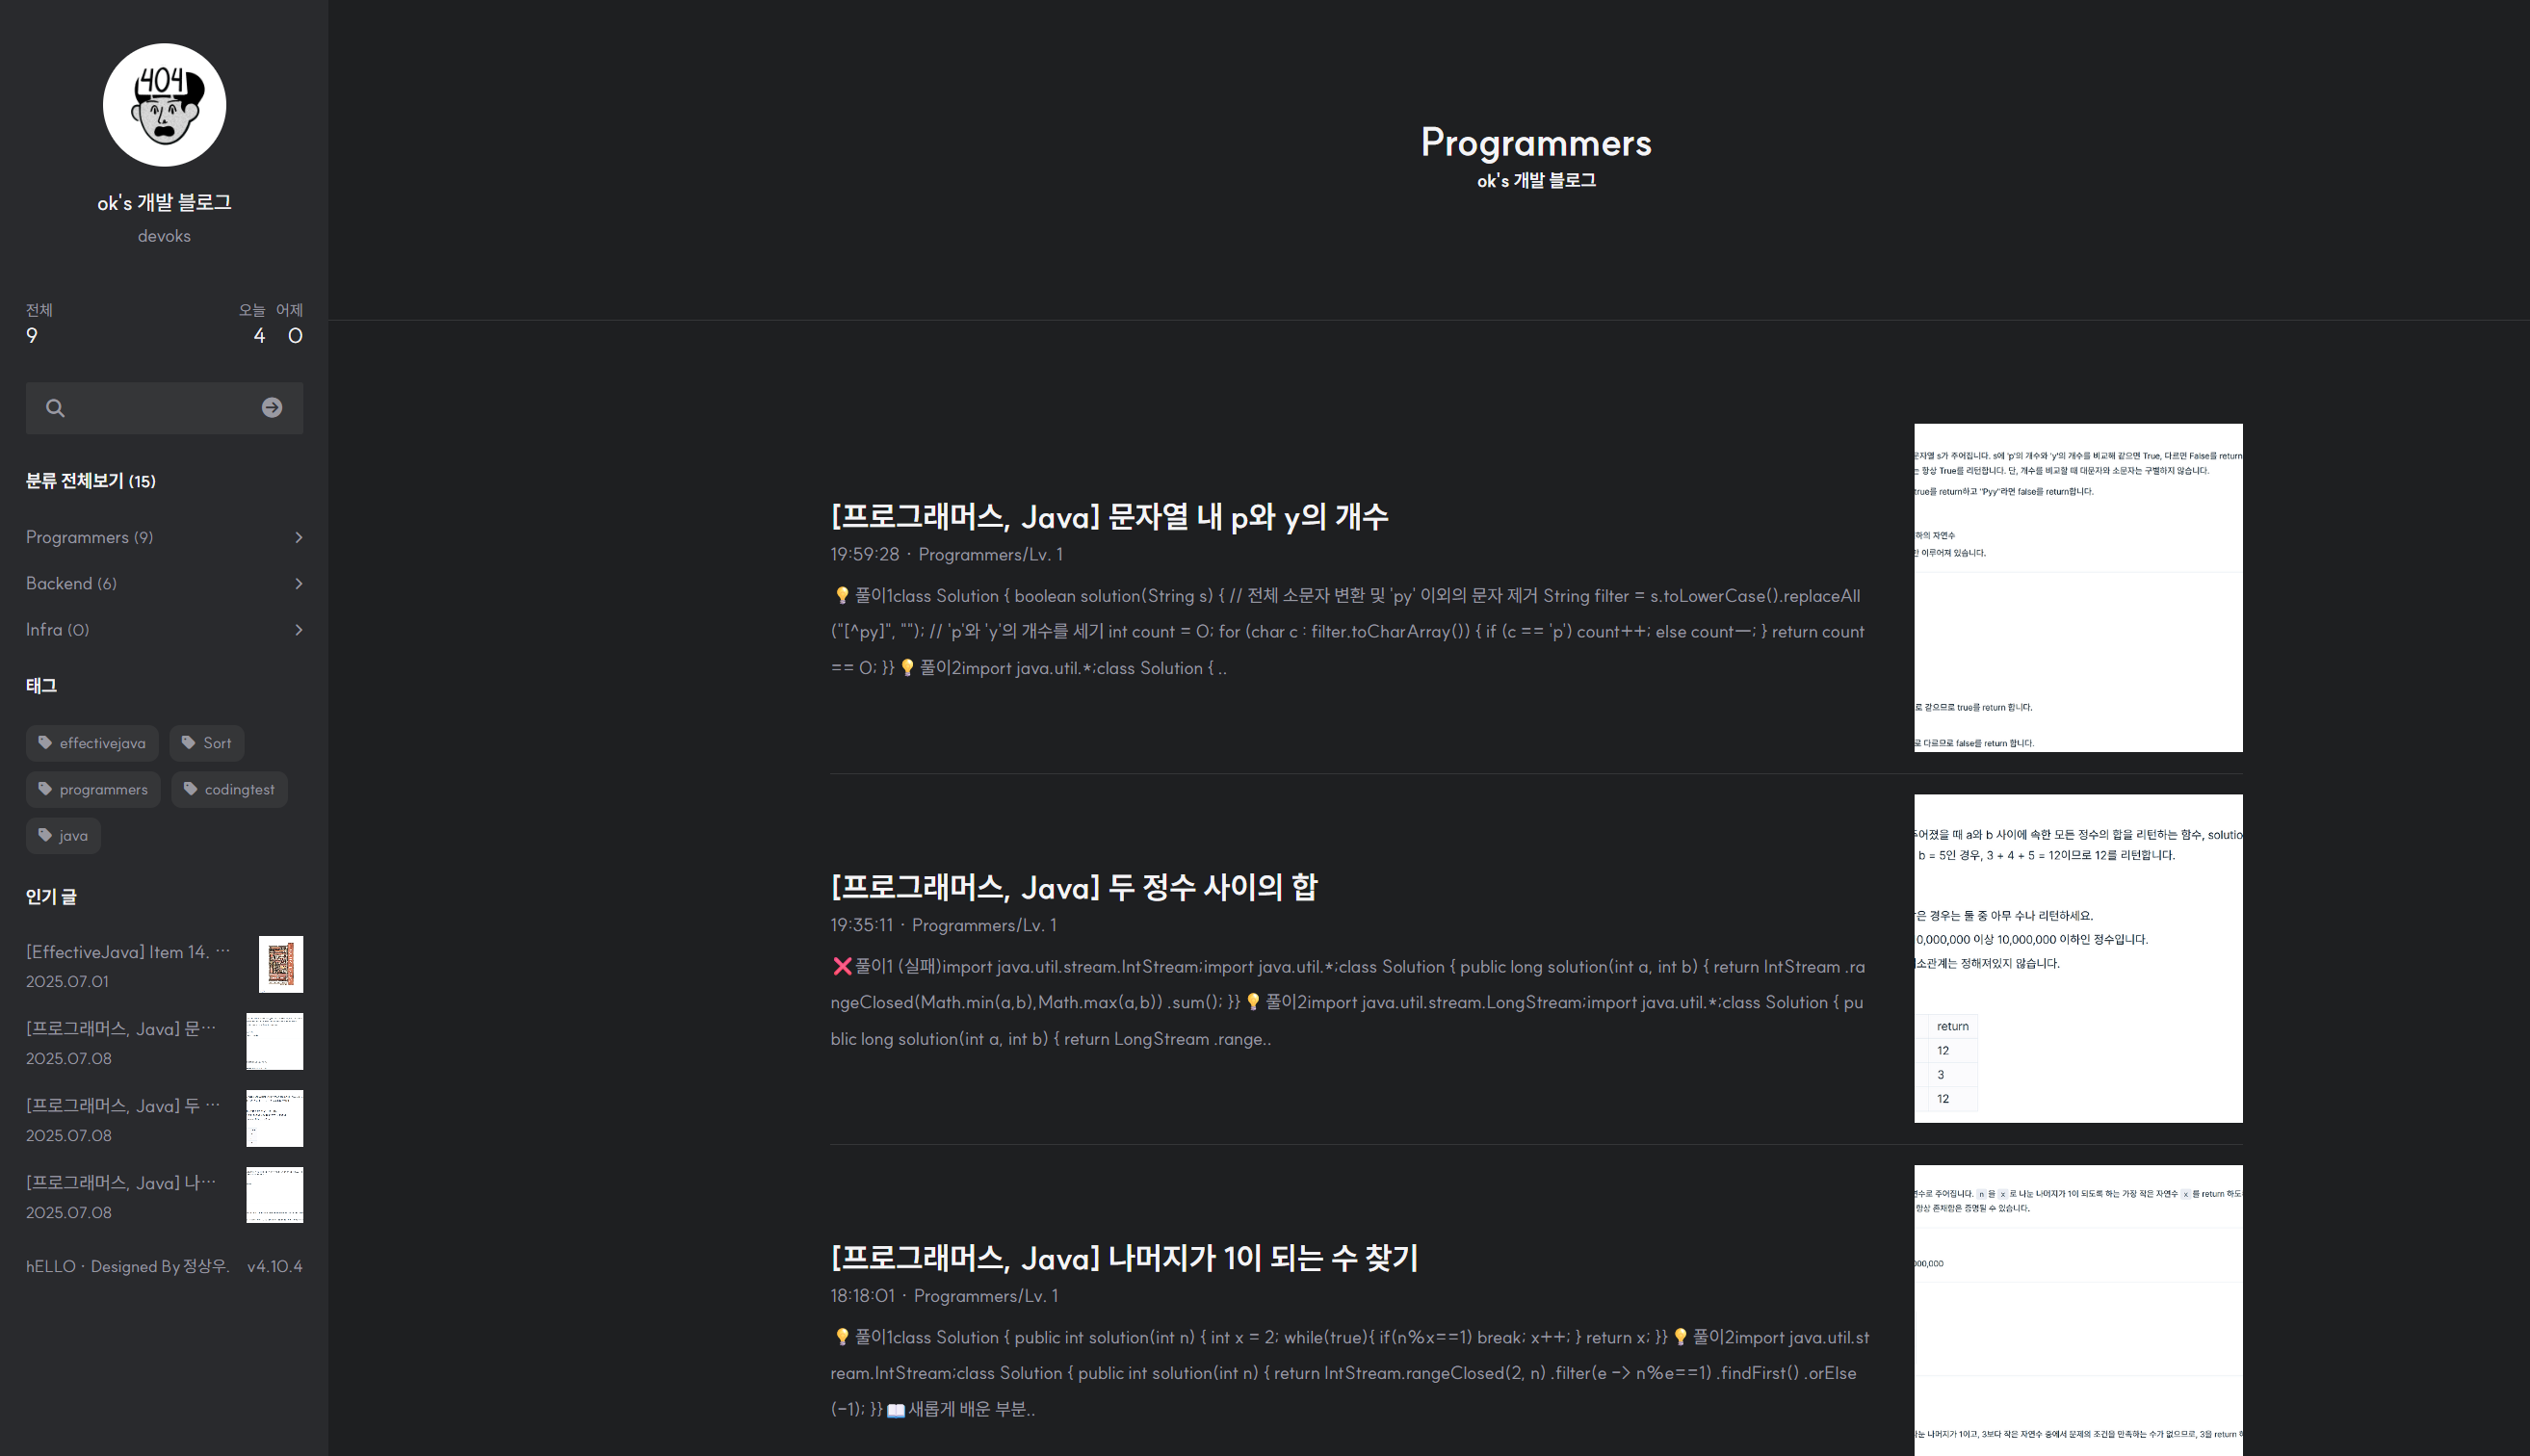 404
ok's 개발 블로그
devoks
전체 오늘 어제
9 4 0
분류 전체보기 (15)
Programmers (9)
Backend (6)
Infra (0)
태그
effectivejava Sort
programmers codingtest
java
인기 글
[EffectiveJava] Item 14. ⋯
2025.07.01
[프로그래머스, Java] 문⋯
2025.07.08
[프로그래머스, Java] 두 ⋯
2025.07.08
[프로그래머스, Java] 나⋯
2025.07.08
hELLO · Designed By 정상우. v4.10.4
Programmers
ok's 개발 블로그
[프로그래머스, Java] 문자열 내 p와 y의 개수
19:59:28 · Programmers/Lv. 1
💡풀이1class Solution { boolean solution(String s) { // 전체 소문자 변환 및 'py' 이외의 문자 제거 String filter = s.toLowerCase().replaceAll
("[^py]", ""); // 'p'와 'y'의 개수를 세기 int count = 0; for (char c : filter.toCharArray()) { if (c == 'p') count++; else count--; } return count
== 0; }}💡풀이2import java.util.*;class Solution { ..
문자열 s가 주어집니다. s에 'p'의 개수와 'y'의 개수를 비교해 같으면 True, 다르면 False를 return
는 항상 True를 리턴합니다. 단, 개수를 비교할 때 대문자와 소문자는 구별하지 않습니다.
true를 return하고 "Pyy"라면 false를 return합니다.
하의 자연수
만 이루어져 있습니다.
로 같으므로 true를 return 합니다.
로 다르므로 false를 return 합니다.
[프로그래머스, Java] 두 정수 사이의 합
19:35:11 · Programmers/Lv. 1
❌풀이1 (실패)import java.util.stream.IntStream;import java.util.*;class Solution { public long solution(int a, int b) { return IntStream .ra
ngeClosed(Math.min(a,b),Math.max(a,b)) .sum(); }}💡풀이2import java.util.stream.LongStream;import java.util.*;class Solution { pu
blic long solution(int a, int b) { return LongStream .range..
주어졌을 때 a와 b 사이에 속한 모든 정수의 합을 리턴하는 함수, solutio
b = 5인 경우, 3 + 4 + 5 = 12이므로 12를 리턴합니다.
같은 경우는 둘 중 아무 수나 리턴하세요.
0,000,000 이상 10,000,000 이하인 정수입니다.
소관계는 정해져있지 않습니다.
return
12
3
12
[프로그래머스, Java] 나머지가 1이 되는 수 찾기
18:18:01 · Programmers/Lv. 1
💡풀이1class Solution { public int solution(int n) { int x = 2; while(true){ if(n%x==1) break; x++; } return x; }}💡풀이2import java.util.st
ream.IntStream;class Solution { public int solution(int n) { return IntStream.rangeClosed(2, n) .filter(e -> n%e==1) .findFirst() .orElse
(-1); }}📖새롭게 배운 부분..
연수로 주어집니다. n 을 x 로 나눈 나머지가 1이 되도록 하는 가장 작은 자연수 x 를 return 하도
항상 존재함은 증명될 수 있습니다.
000,000
나눈 나머지가 1이고, 3보다 작은 자연수 중에서 문제의 조건을 만족하는 수가 없으므로, 3을 return